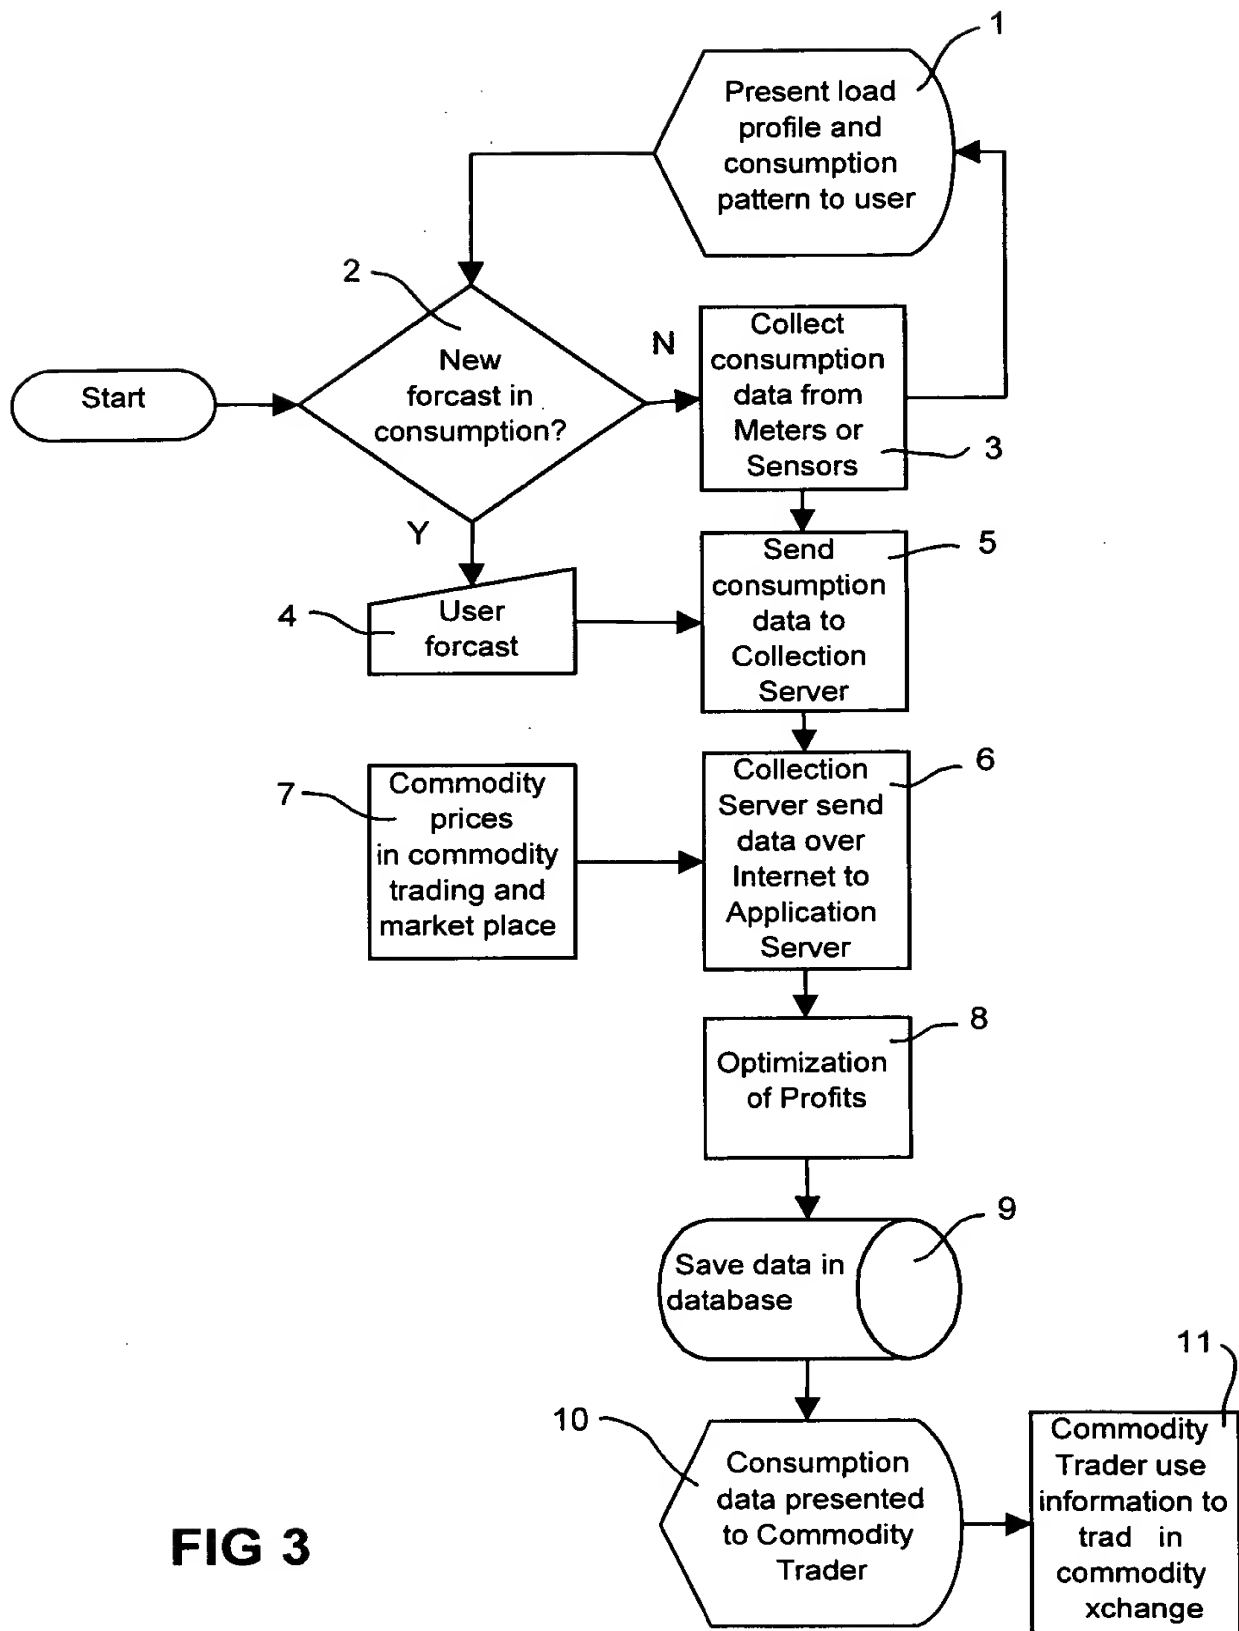 1
Present load
profile and
consumption
pattern to user
2
New
forcast in
consumption?
N
Collect
consumption
data from
Meters or
Sensors
3
Start
Y
User
forcast
4
Send
consumption
data to
Collection
Server
5
Commodity
prices
in commodity
trading and
market place
7
Collection
Server send
data over
Internet to
Application
Server
6
Optimization
of Profits
8
Save data in
database
9
10
Consumption
data presented
to Commodity
Trader
11
Commodity
Trader use
information to
trad in
commodity
xchange
FIG 3